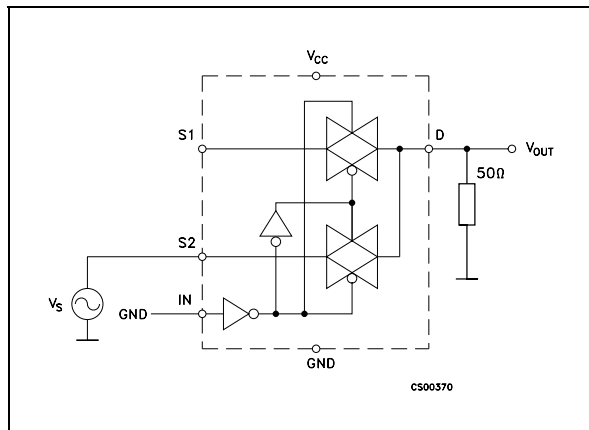 V_CC
S1
D
V_OUT
50Ω
S2
V_S
IN
GND
GND
CS00370